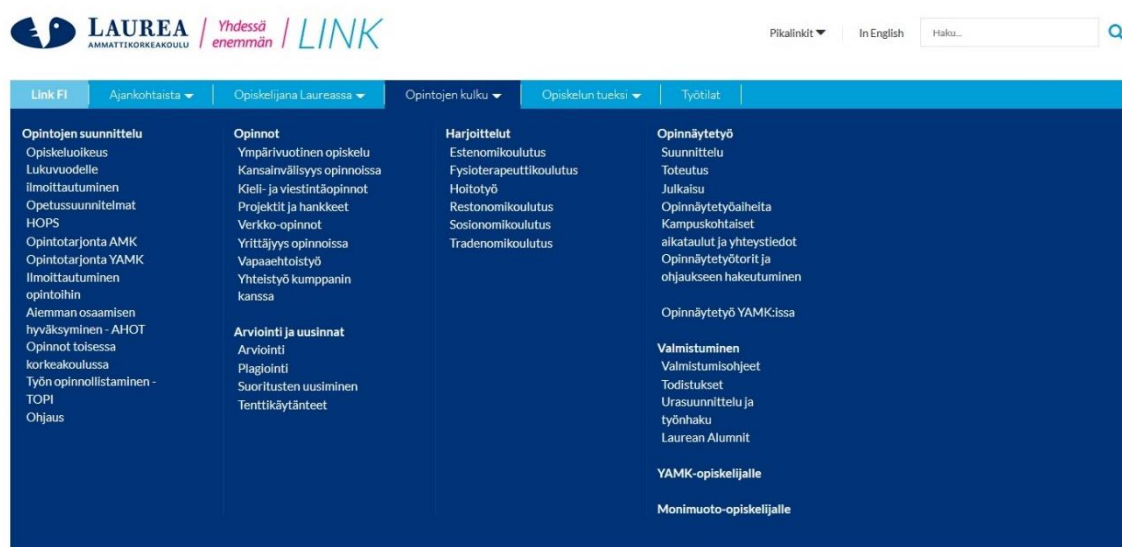 LAUREA
AMMATTIKORKEAKOULU
Yhdessä
enemmän
LINK
Pikalinkit
In English
Haku...
Link FI
Ajankohtaista
Opiskelijana Laureassa
Opintojen kulku
Opiskelun tueksi
Työtilat
Opintojen suunnittelu
Opiskeluoikeus
Lukuvuodelle
ilmoittautuminen
Opetussuunnitelmat
HOPS
Opintotarjonta AMK
Opintotarjonta YAMK
Ilmoittautuminen
opintoihin
Aiemman osaamisen
hyväksyminen - AHOT
Opinnot toisessa
korkeakoulussa
Työn opinnollistaminen -
TOPI
Ohjaus
Opinnot
Ympärivuotinen opiskelu
Kansainvälisyys opinnoissa
Kieli- ja viestintäopinnot
Projektit ja hankkeet
Verkko-opinnot
Yrittäjyys opinnoissa
Vapaaehtoistyö
Yhteistyö kumppanin
kanssa
Arviointi ja uusinnat
Arviointi
Plagiointi
Suoritusten uusiminen
Tenttikäytänteet
Harjoittelut
Estenomikoulutus
Fysioterapeuttikoulutus
Hoitotyö
Restonomikoulutus
Sosionomikoulutus
Tradenomikoulutus
Opinnäytetyö
Suunnittelu
Toteutus
Julkaisu
Opinnäytetyöaiheita
Kampuskohtaiset
aikataulut ja yhteystiedot
Opinnäytetyötorit ja
ohjaukseen hakeutuminen
Opinnäytetyö YAMK:issa
Valmistuminen
Valmistumisohjeet
Todistukset
Urasuunnittelu ja
työnhaku
Laurean Alumnit
YAMK-opiskelijalle
Monimuoto-opiskelijalle